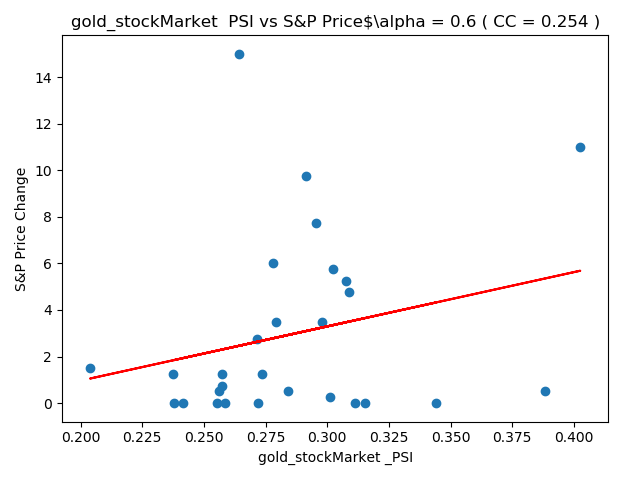 gold_stockMarket  PSI vs S&P Price$\alpha = 0.6 ( CC = 0.254 )
S&P Price Change
14
12
10
8
6
4
2
0
0.200 0.225 0.250 0.275 0.300 0.325 0.350 0.375 0.400
gold_stockMarket _PSI